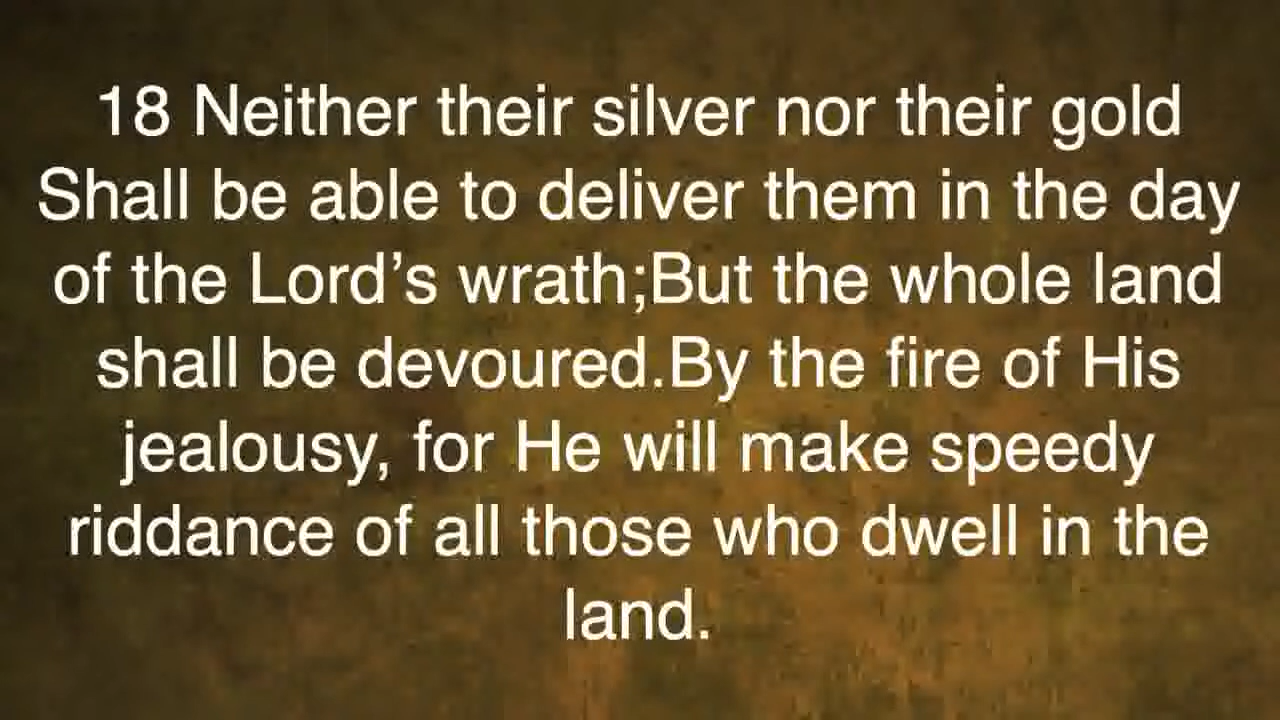 18 Neither their silver nor their gold
Shall be able to deliver them in the day
of the Lord’s wrath;But the whole land
shall be devoured.By the fire of His
jealousy, for He will make speedy
riddance of all those who dwell in the
land.